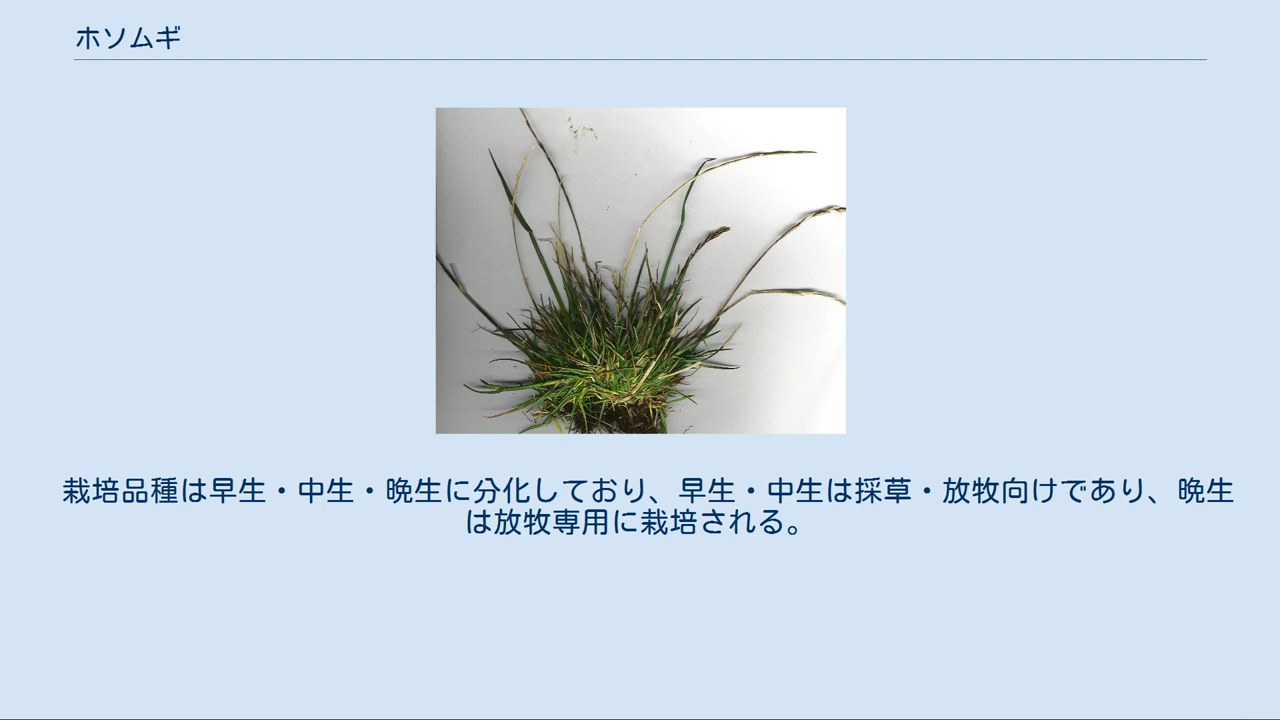 ホソムギ
栽培品種は早生・中生・晩生に分化しており、早生・中生は採草・放牧向けであり、晩生
は放牧専用に栽培される。